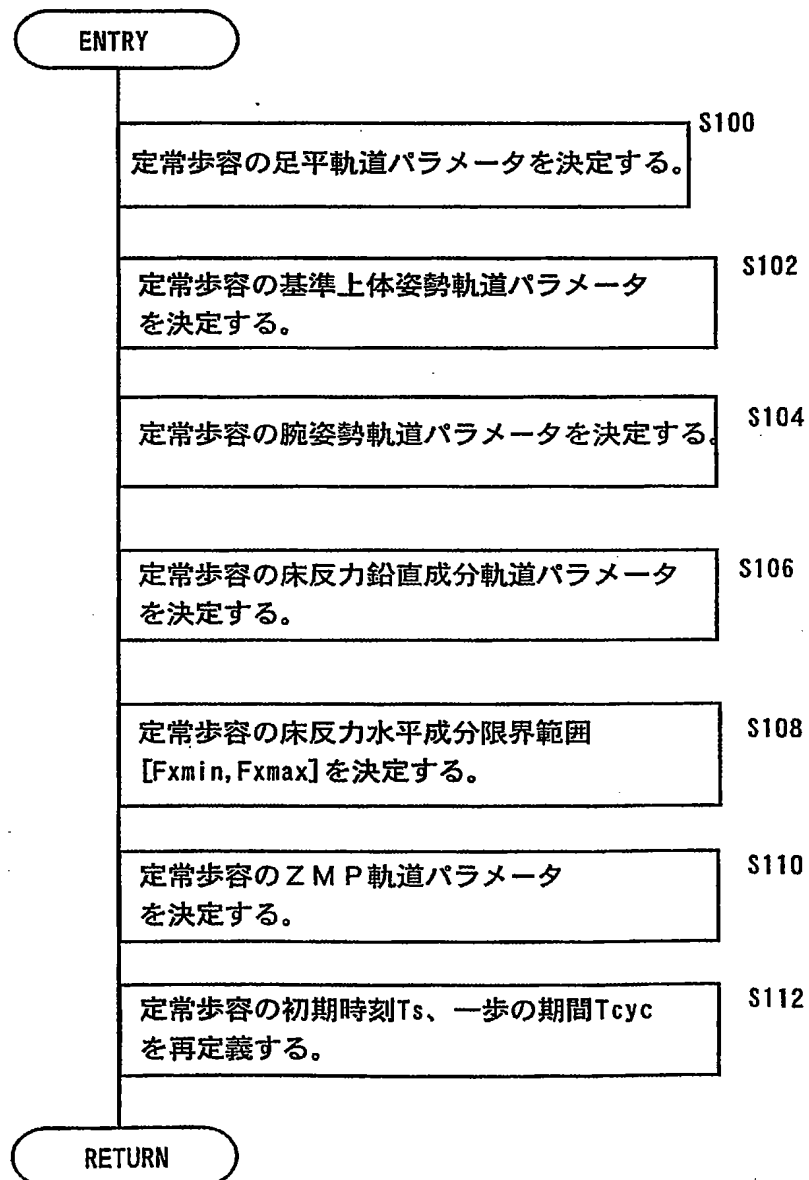 ENTRY
S100
定常歩容の足平軌道パラメータを決定する。
S102
定常歩容の基準上体姿勢軌道パラメータ
を決定する。
S104
定常歩容の腕姿勢軌道パラメータを決定する。
S106
定常歩容の床反力鉛直成分軌道パラメータ
を決定する。
S108
定常歩容の床反力水平成分限界範囲
[Fxmin,Fxmax]を決定する。
S110
定常歩容のＺＭＰ軌道パラメータ
を決定する。
S112
定常歩容の初期時刻Ts、一歩の期間Tcyc
を再定義する。
RETURN